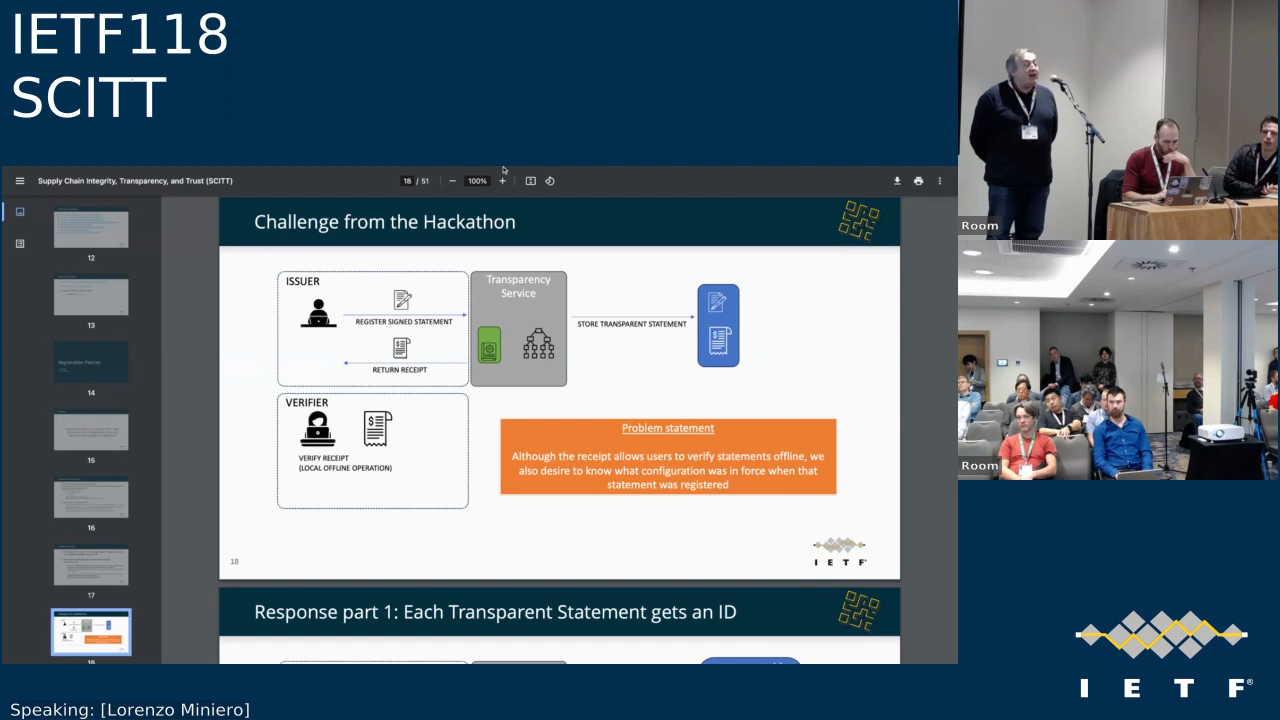 IETF118
SCITT
Supply Chain Integrity, Transparency, and Trust (SCITT)
18 / 51
100%
12
13
14
15
16
17
18
Registration Policies
Challenge from the Hackathon
ISSUER
REGISTER SIGNED STATEMENT
RETURN RECEIPT
Transparency
Service
STORE TRANSPARENT STATEMENT
VERIFIER
VERIFY RECEIPT
(LOCAL OFFLINE OPERATION)
Problem statement
Although the receipt allows users to verify statements offline, we
also desire to know what configuration was in force when that
statement was registered
18
I E T F
Response part 1: Each Transparent Statement gets an ID
Room
Room
I E T F®
Speaking: [Lorenzo Miniero]